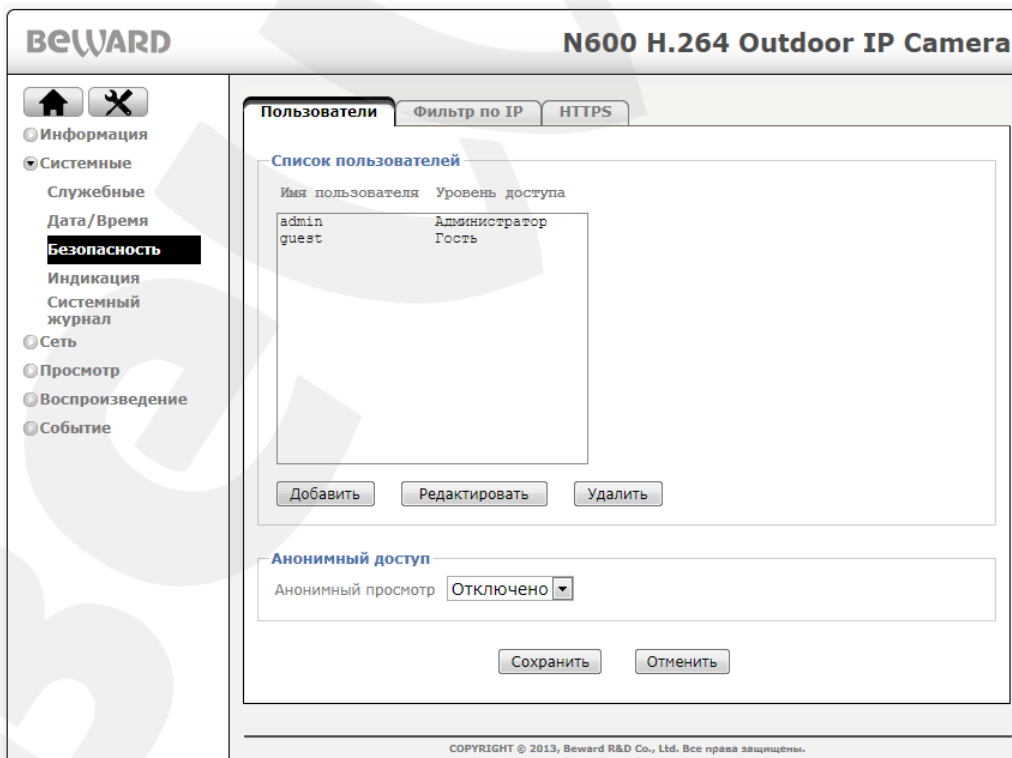 BEWARD
N600 H.264 Outdoor IP Camera
Информация
Системные
Служебные
Дата/Время
Безопасность
Индикация
Системный
журнал
Сеть
Просмотр
Воспроизведение
Событие
Пользователи
Фильтр по IP
HTTPS
Список пользователей
Имя пользователя Уровень доступа
admin Администратор
guest Гость
Добавить
Редактировать
Удалить
Анонимный доступ
Анонимный просмотр Отключено
Сохранить
Отменить
COPYRIGHT © 2013, Beward R&D Co., Ltd. Все права защищены.